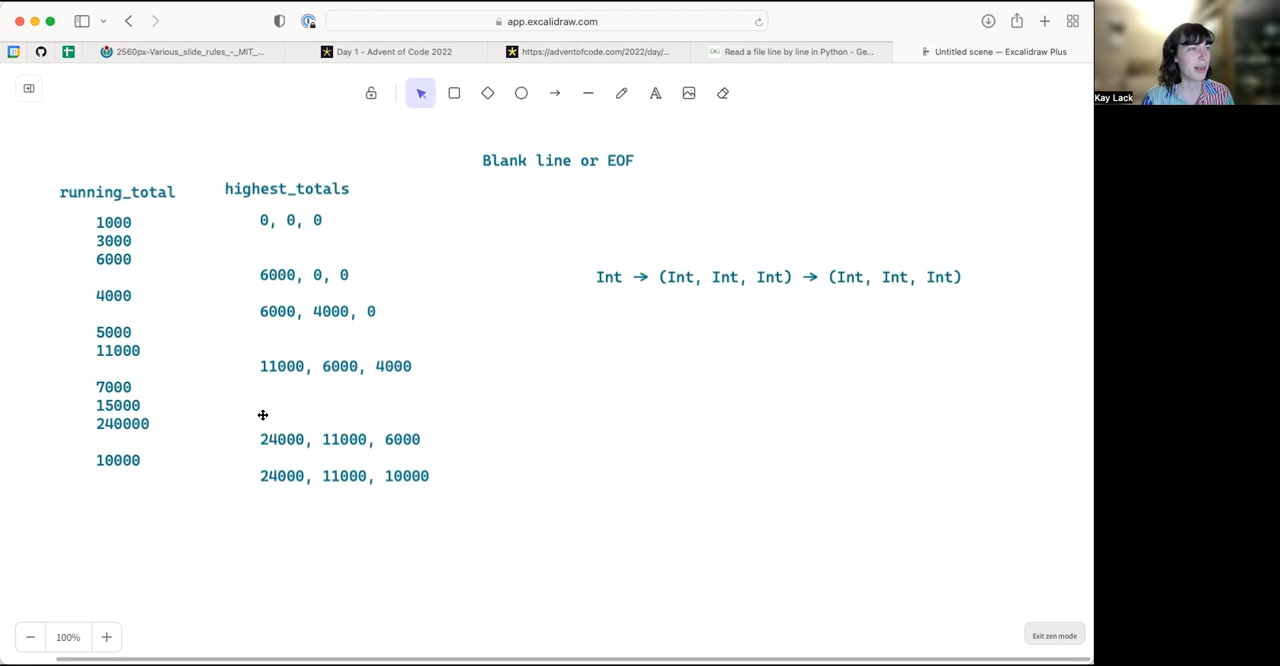 app.excalidraw.com
2560px-Various_slide_rules_-_MIT_...
Day 1 - Advent of Code 2022
https://adventofcode.com/2022/day/...
Read a file line by line in Python - Ge...
Untitled scene — Excalidraw Plus
Kay Lack
Blank line or EOF
running_total
highest_totals
1000
0, 0, 0
3000
6000
6000, 0, 0
Int → (Int, Int, Int) → (Int, Int, Int)
4000
6000, 4000, 0
5000
11000
11000, 6000, 4000
7000
15000
240000
24000, 11000, 6000
10000
24000, 11000, 10000
100%
Exit zen mode